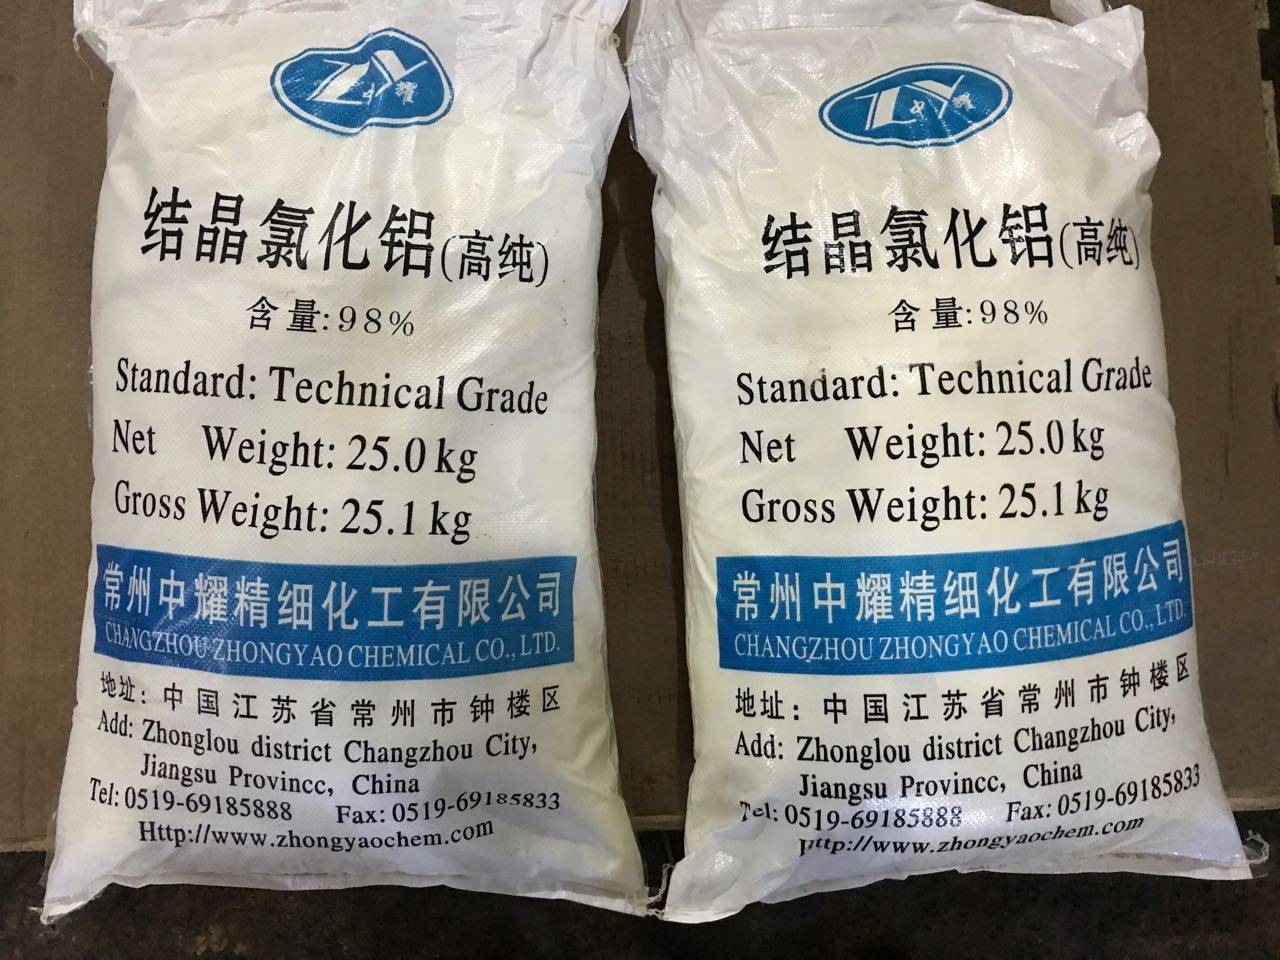 ZY
中耀
结晶氯化铝(高纯)
含量:98%
Standard: Technical Grade
Net Weight: 25.0 kg
Gross Weight: 25.1 kg
常州中耀精细化工有限公司
CHANGZHOU ZHONGYAO CHEMICAL CO., LTD.
地址: 中国江苏省常州市钟楼区
Add: Zhonglou district Changzhou City,
Jiangsu Provincc, China
Tel: 0519-69185888 Fax: 0519-69185833
Http://www.zhongyaochem.com
ZY
中耀
结晶氯化铝(高纯)
含量:98%
Standard: Technical Grade
Net Weight: 25.0 kg
Gross Weight: 25.1 kg
常州中耀精细化工有限公司
CHANGZHOU ZHONGYAO CHEMICAL CO., LTD.
地址: 中国江苏省常州市钟楼区
Add: Zhonglou district Changzhou City,
Jiangsu Provincc, China
Tel: 0519-69185888 Fax: 0519-69185833
Http://www.zhongyaochem.com